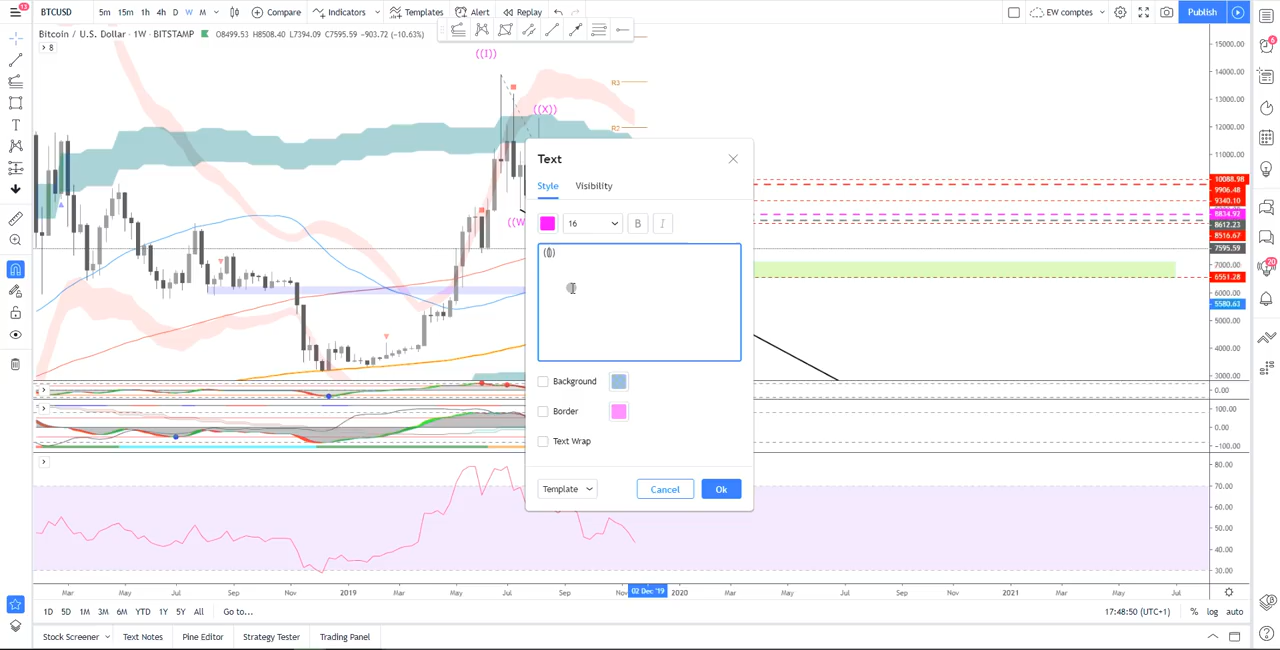 13
BTCUSD
5m 15m 1h 4h D W M
Compare
Indicators
Templates
Alert
Replay
EW comptes
Publish
Bitcoin / U.S. Dollar · 1W · BITSTAMP
O8499.53 H8508.40 L7394.09 C7595.59 −903.72 (−10.63%)
8
((I))
((X))
((W
R3
R2
Text
Style Visibility
16
B
I
(())
Background
Border
Text Wrap
Template
Cancel
Ok
15000.00
14000.00
13000.00
12000.00
11000.00
10088.98
9906.48
9340.10
8834.92
8612.23
8516.67
7595.59
7000.00
6551.28
6000.00
5580.63
5000.00
4000.00
3000.00
0.00
100.00
0.00
−100.00
80.00
70.00
60.00
50.00
40.00
30.00
6
20
Mar May Jul Sep Nov 2019 Mar May Jul Sep Nov 02 Dec '19 2020 Mar May Jul Sep Nov 2021 Mar May Jul
1D 5D 1M 3M 6M YTD 1Y 5Y All Go to...
17:48:50 (UTC+1) % log auto
Stock Screener Text Notes Pine Editor Strategy Tester Trading Panel